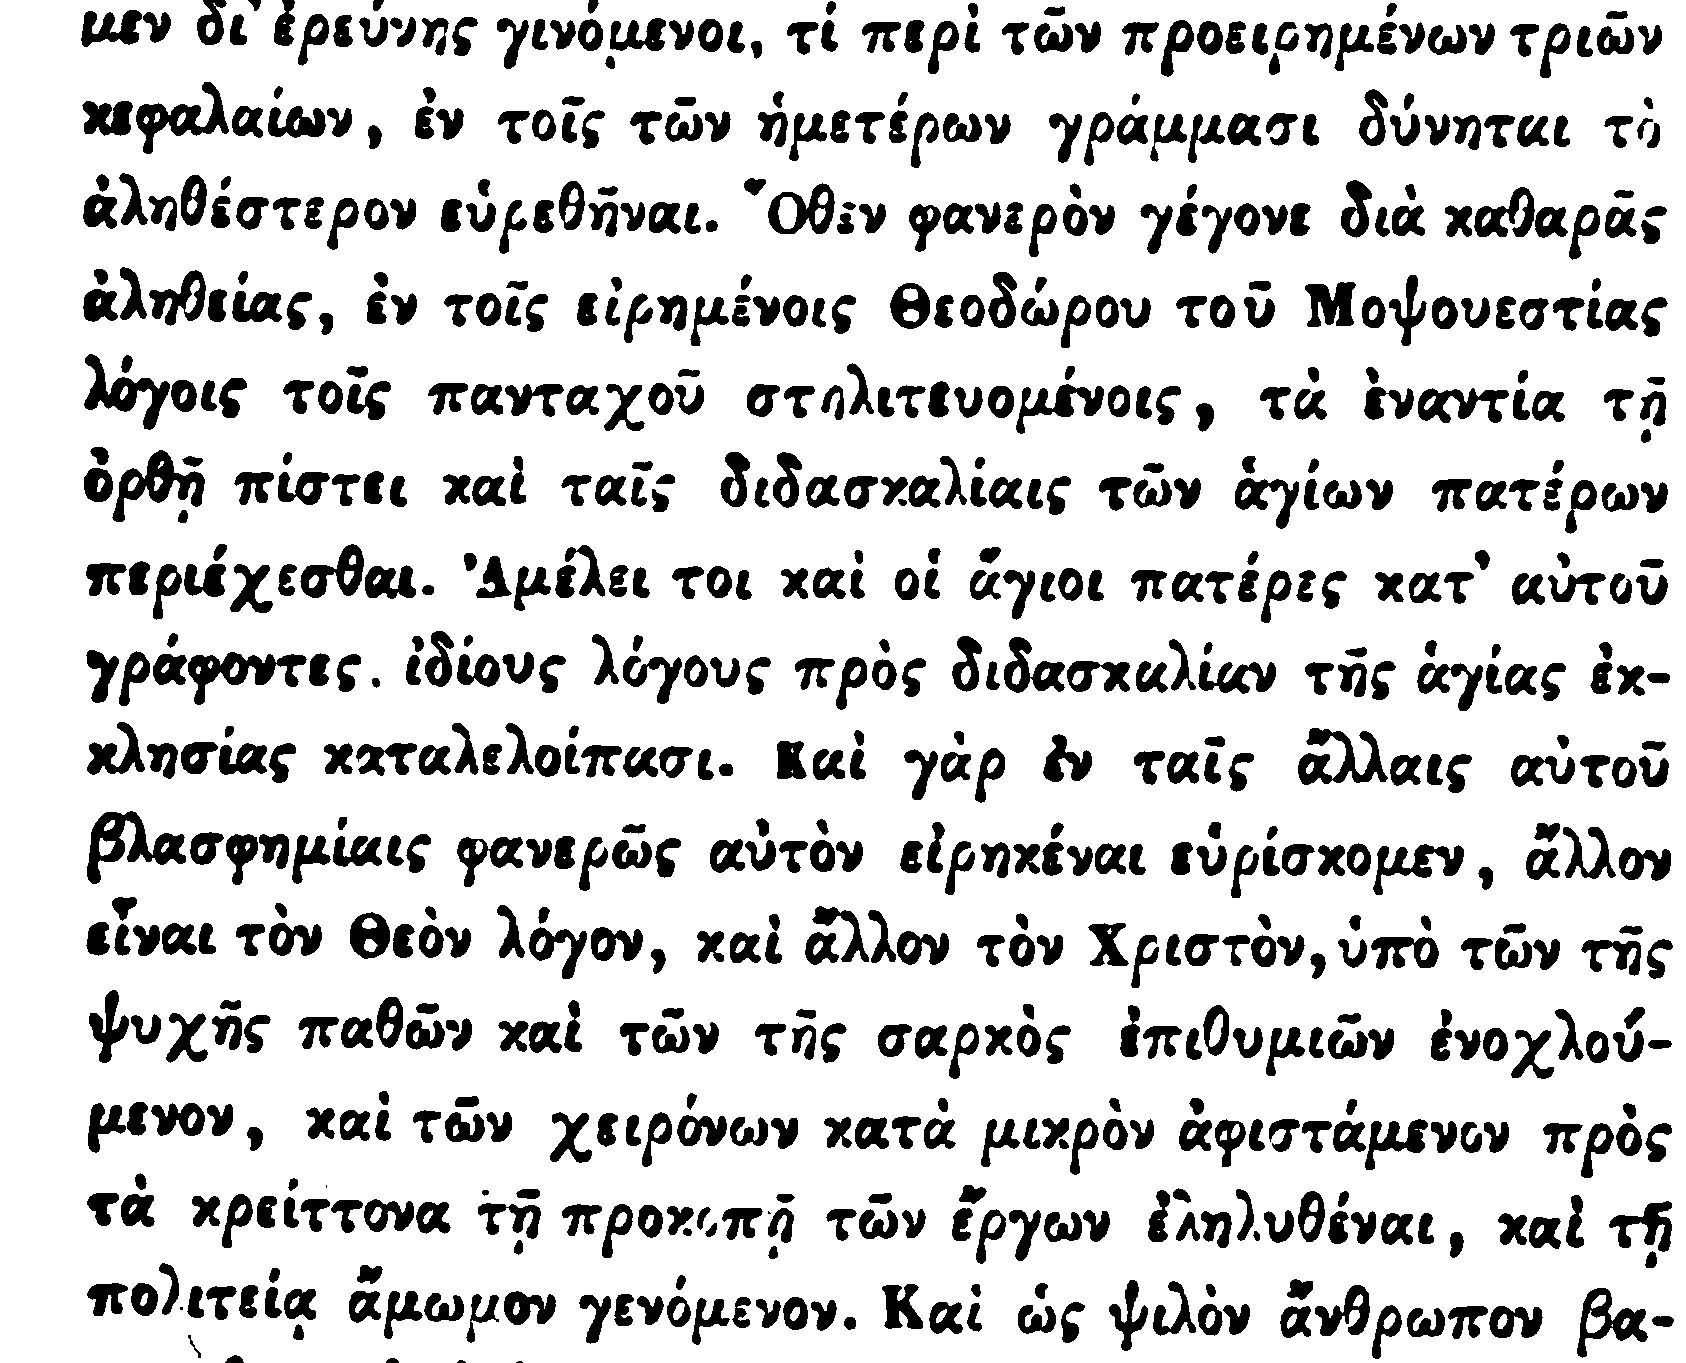 μεν δι᾽ ἐρεύνης γινόμενοι, τί περὶ τῶν προειρημένων τριῶν
κεφαλαίων, ἐν τοῖς τῶν ἡμετέρων γράμμασι δύνηται τὸ
ἀληθέστερον εὑρεθῆναι. Ὅθεν φανερὸν γέγονε διὰ καθαρᾶς
ἀληθείας, ἐν τοῖς εἰρημένοις Θεοδώρου τοῦ Μοψουεστίας
λόγοις τοῖς πανταχοῦ στηλιτευομένοις, τὰ ἐναντία τῇ
ὀρθῇ πίστει καὶ ταῖς διδασκαλίαις τῶν ἁγίων πατέρων
περιέχεσθαι. Ἀμέλει τοι καὶ οἱ ἅγιοι πατέρες κατ᾽ αὐτοῦ
γράφοντες. ἰδίους λόγους πρὸς διδασκαλίαν τῆς ἁγίας ἐκ-
κλησίας καταλελοίπασι. Καὶ γὰρ ἐν ταῖς ἄλλαις αὐτοῦ
βλασφημίαις φανερῶς αὐτὸν εἰρηκέναι εὑρίσκομεν, ἄλλον
εἶναι τὸν Θεὸν λόγον, καὶ ἄλλον τὸν Χριστὸν, ὑπὸ τῶν τῆς
ψυχῆς παθῶν καὶ τῶν τῆς σαρκὸς ἐπιθυμιῶν ἐνοχλού-
μενον, καὶ τῶν χειρόνων κατὰ μικρὸν ἀφιστάμενον πρὸς
τὰ κρείττονα τῇ προκοπῇ τῶν ἔργων ἐληλυθέναι, καὶ τῇ
πολιτείᾳ ἄμωμον γενόμενον. Καὶ ὡς ψιλὸν ἄνθρωπον βα-